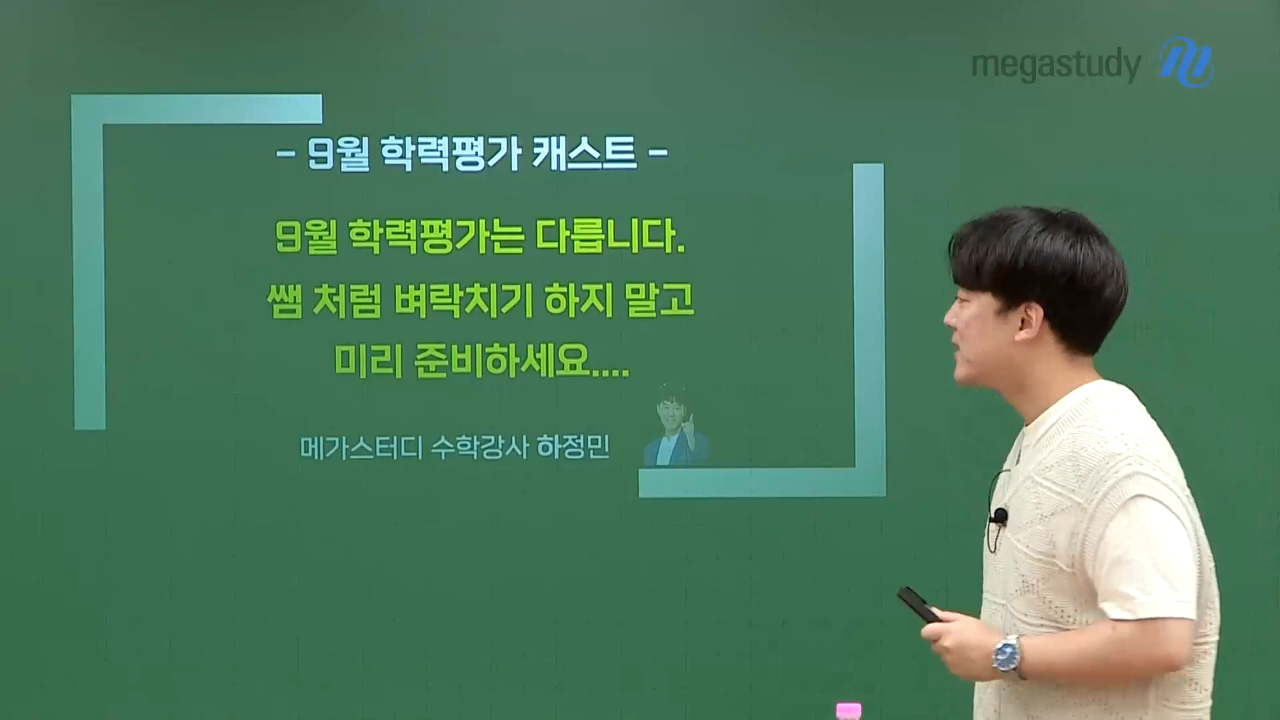 megastudy
- 9월 학력평가 캐스트 -
9월 학력평가는 다릅니다.
쌤 처럼 벼락치기 하지 말고
미리 준비하세요....
메가스터디 수학강사 하정민